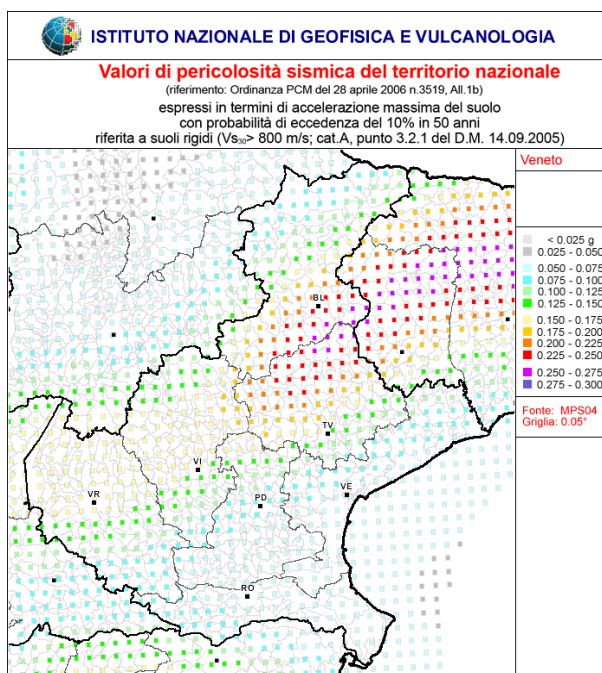 ISTITUTO NAZIONALE DI GEOFISICA E VULCANOLOGIA
Valori di pericolosità sismica del territorio nazionale
(riferimento: Ordinanza PCM del 28 aprile 2006 n.3519, All.1b)
espressi in termini di accelerazione massima del suolo
con probabilità di eccedenza del 10% in 50 anni
riferita a suoli rigidi (Vs30> 800 m/s; cat.A, punto 3.2.1 del D.M. 14.09.2005)
Veneto
< 0.025 g
0.025 - 0.050
0.050 - 0.075
0.075 - 0.100
0.100 - 0.125
0.125 - 0.150
0.150 - 0.175
0.175 - 0.200
0.200 - 0.225
0.225 - 0.250
0.250 - 0.275
0.275 - 0.300
Fonte: MPS04
Griglia: 0.05°
BL
TV
VI
VE
VR
PD
RO